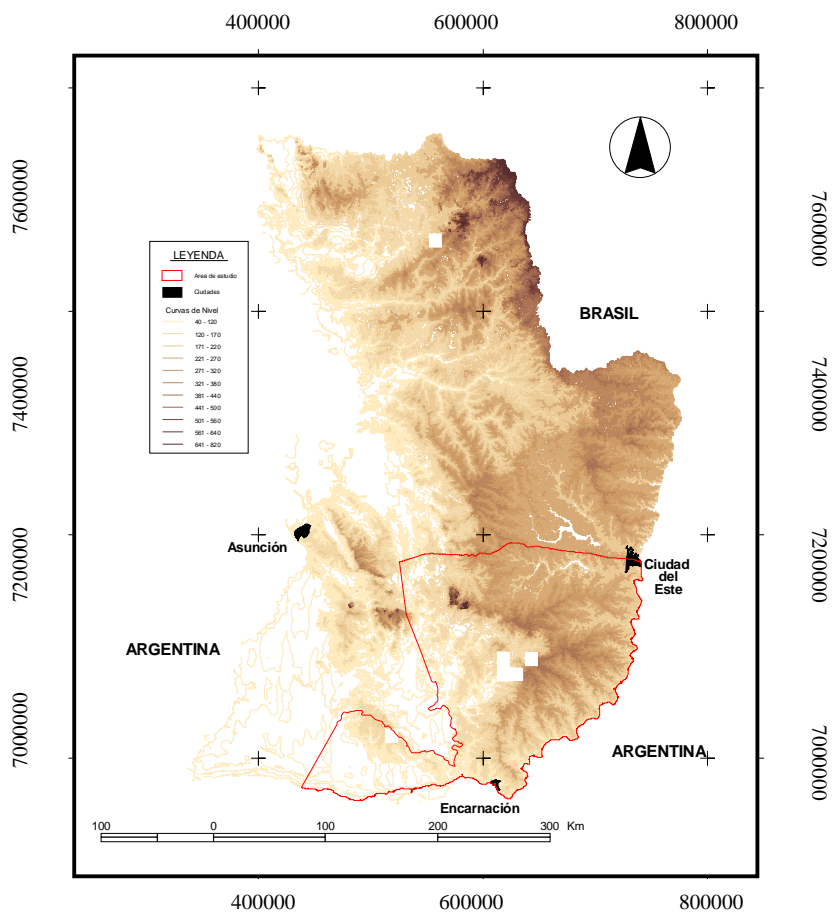 400000 600000 800000
7600000
7600000
LEYENDA
Area de estudio
Ciudades
Curvas de Nivel
40 - 120
120 - 170
171 - 220
221 - 270
271 - 320
321 - 380
381 - 440
441 - 500
501 - 560
561 - 640
641 - 820
BRASIL
7400000
7400000
Asunción
Ciudad
del
Este
7200000
7200000
ARGENTINA
ARGENTINA
7000000
7000000
Encarnación
100 0 100 200 300 Km
400000 600000 800000